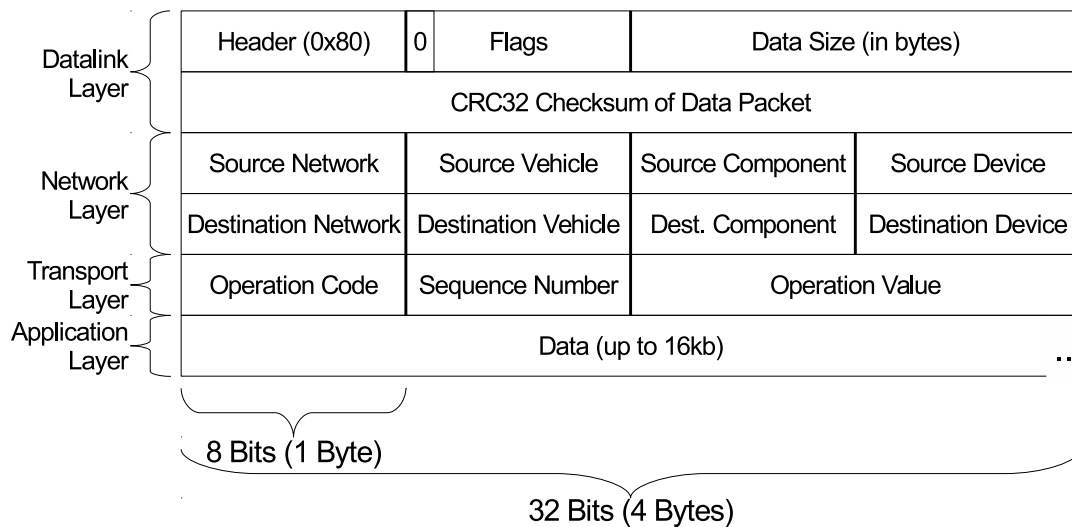 Datalink
Layer
Header (0x80)
0
Flags
Data Size (in bytes)
CRC32 Checksum of Data Packet
Network
Layer
Source Network
Source Vehicle
Source Component
Source Device
Destination Network
Destination Vehicle
Dest. Component
Destination Device
Transport
Layer
Operation Code
Sequence Number
Operation Value
Application
Layer
Data (up to 16kb)
..
8 Bits (1 Byte)
32 Bits (4 Bytes)